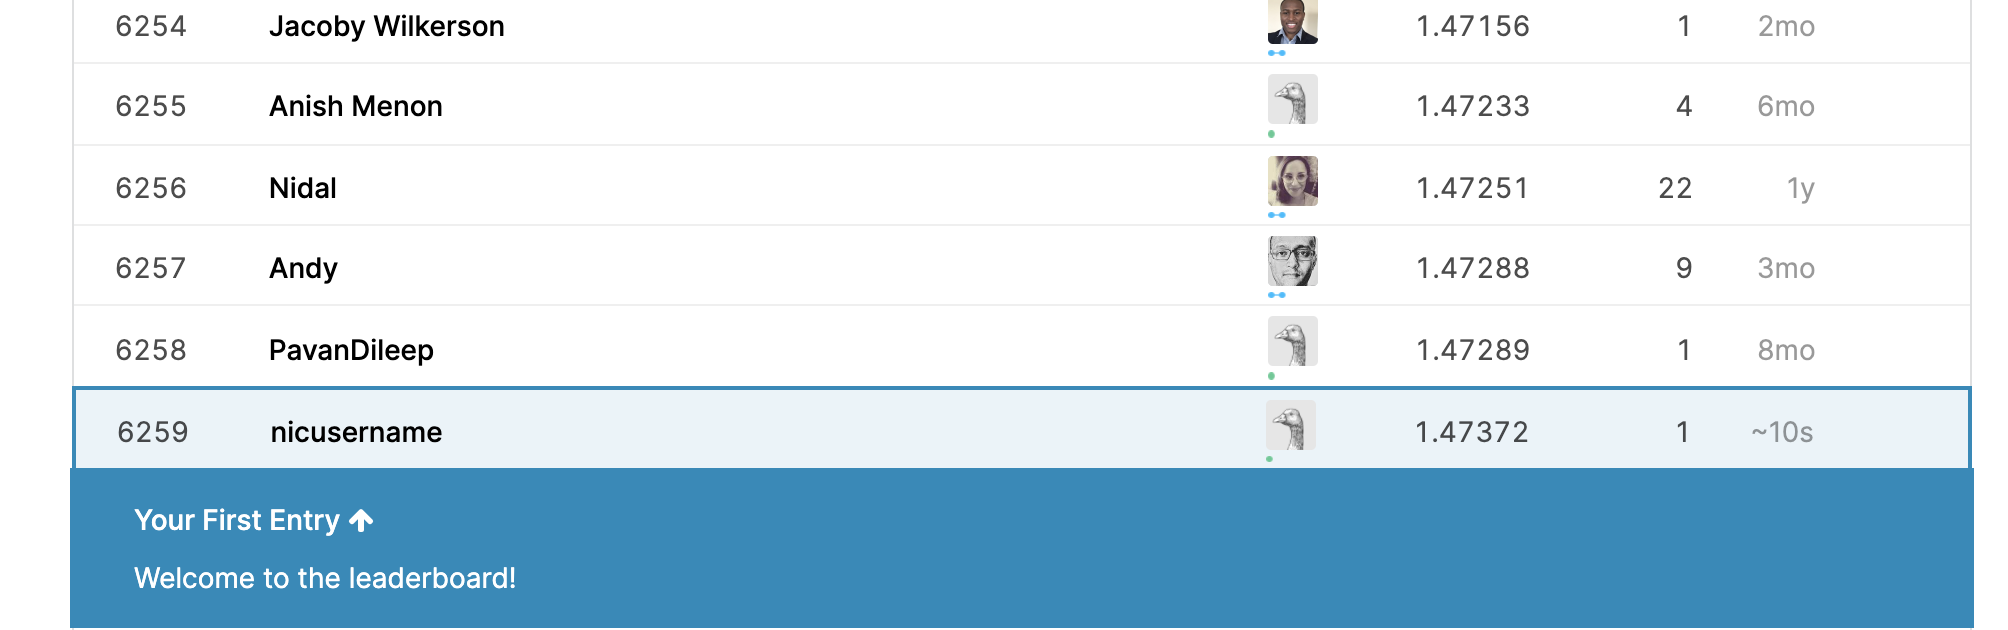 6254 Jacoby Wilkerson 1.47156 1 2mo
6255 Anish Menon 1.47233 4 6mo
6256 Nidal 1.47251 22 1y
6257 Andy 1.47288 9 3mo
6258 PavanDileep 1.47289 1 8mo
6259 nicusername 1.47372 1 ~10s
Your First Entry
Welcome to the leaderboard!